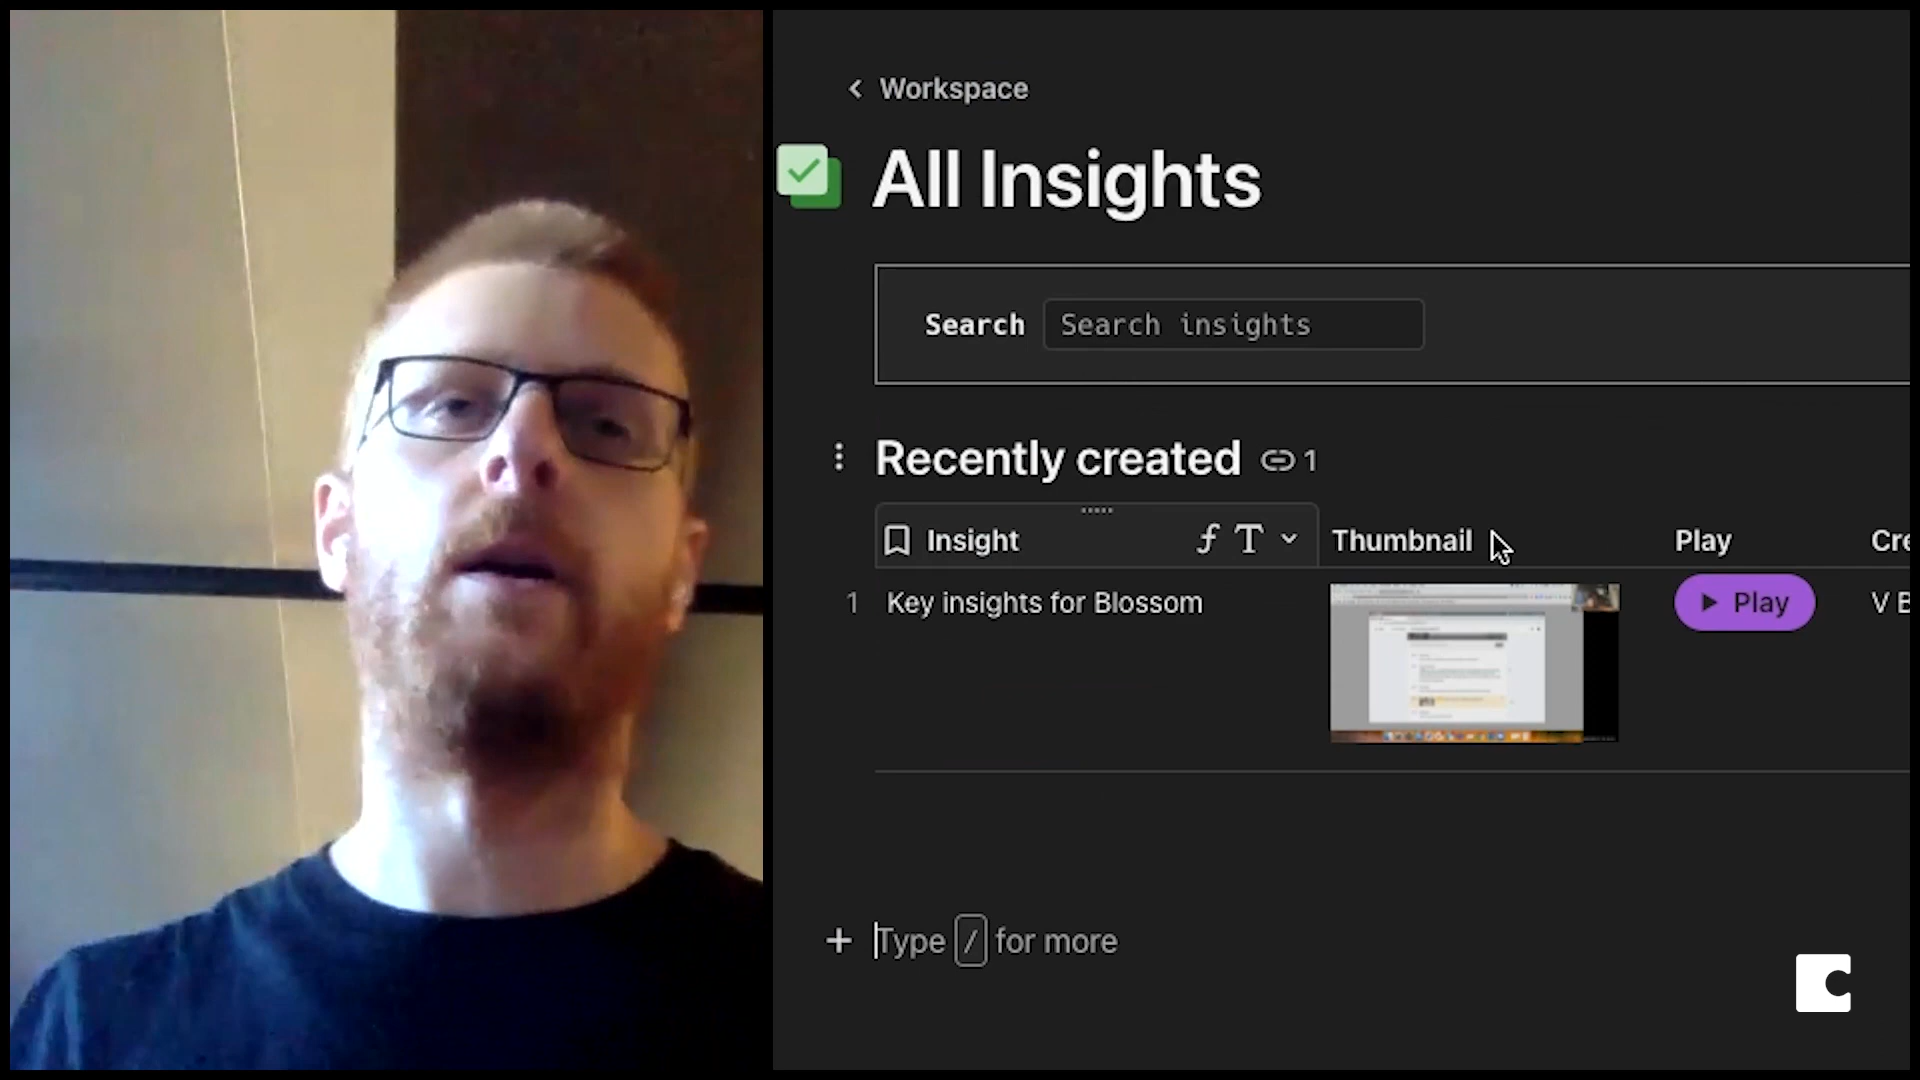 Workspace
All Insights
Search Search insights
Recently created 1
Insight Thumbnail Play Cre
1 Key insights for Blossom Play V B
+ Type / for more